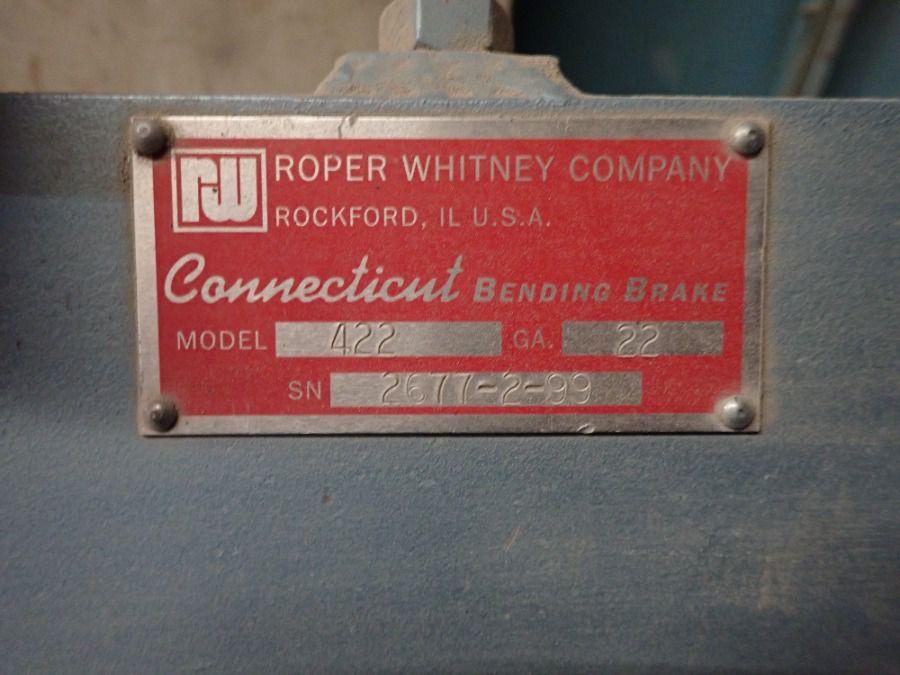 rw ROPER WHITNEY COMPANY
ROCKFORD, IL U.S.A.
Connecticut BENDING BRAKE
MODEL 422 GA. 22
SN 2677-2-99